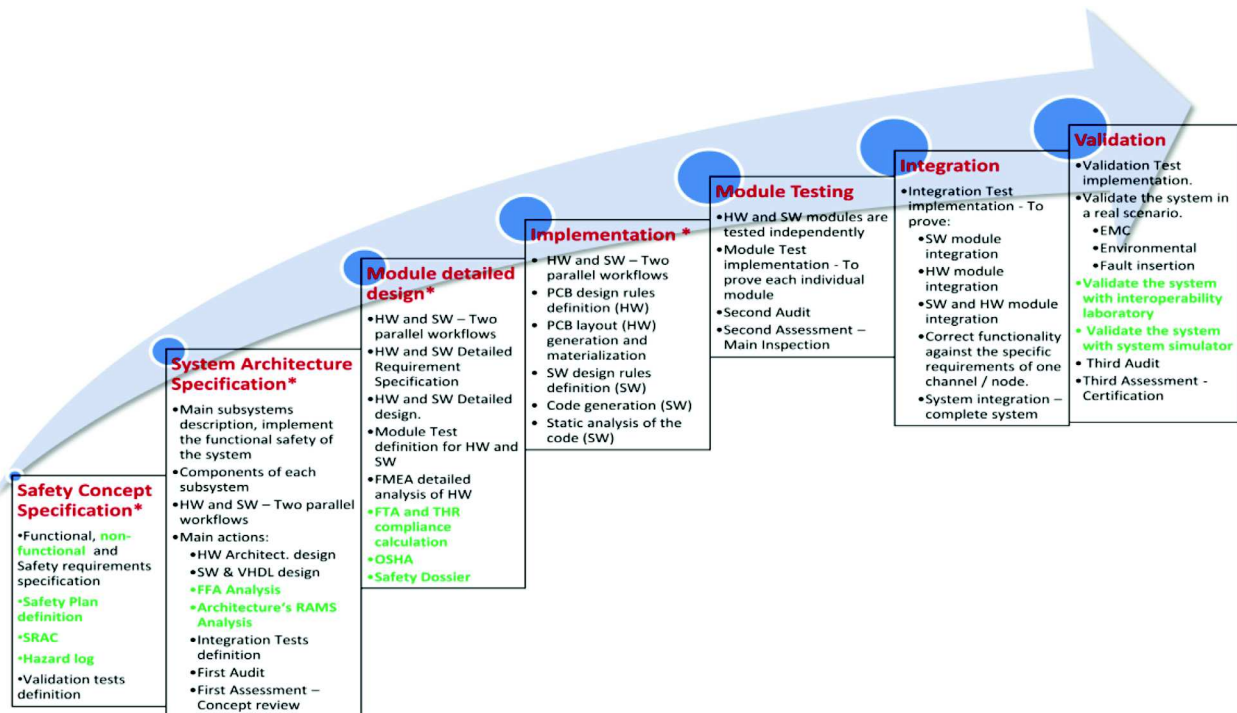 Safety Concept
Specification*
•Functional, non-
functional and
Safety requirements
specification
•Safety Plan
definition
•SRAC
•Hazard log
•Validation tests
definition
System Architecture
Specification*
•Main subsystems
description, implement
the functional safety of
the system
•Components of each
subsystem
•HW and SW – Two parallel
workflows
•Main actions:
•HW Architect. design
•SW & VHDL design
•FFA Analysis
•Architecture's RAMS
Analysis
•Integration Tests
definition
•First Audit
•First Assessment –
Concept review
Module detailed
design*
•HW and SW – Two
parallel workflows
•HW and SW Detailed
Requirement
Specification
•HW and SW Detailed
design.
•Module Test
definition for HW and
SW
•FMEA detailed
analysis of HW
•FTA and THR
compliance
calculation
•OSHA
•Safety Dossier
Implementation *
• HW and SW – Two
parallel workflows
• PCB design rules
definition (HW)
• PCB layout (HW)
generation and
materialization
• SW design rules
definition (SW)
• Code generation (SW)
• Static analysis of the
code (SW)
Module Testing
•HW and SW modules are
tested independently
•Module Test
implementation - To
prove each individual
module
•Second Audit
•Second Assessment –
Main Inspection
Integration
•Integration Test
implementation - To
prove:
•SW module
integration
•HW module
integration
•SW and HW module
integration
•Correct functionality
against the specific
requirements of one
channel / node.
•System integration –
complete system
Validation
•Validation Test
implementation.
•Validate the system in
a real scenario.
•EMC
•Environmental
•Fault insertion
•Validate the system
with interoperability
laboratory
• Validate the system
with system simulator
• Third Audit
•Third Assessment -
Certification